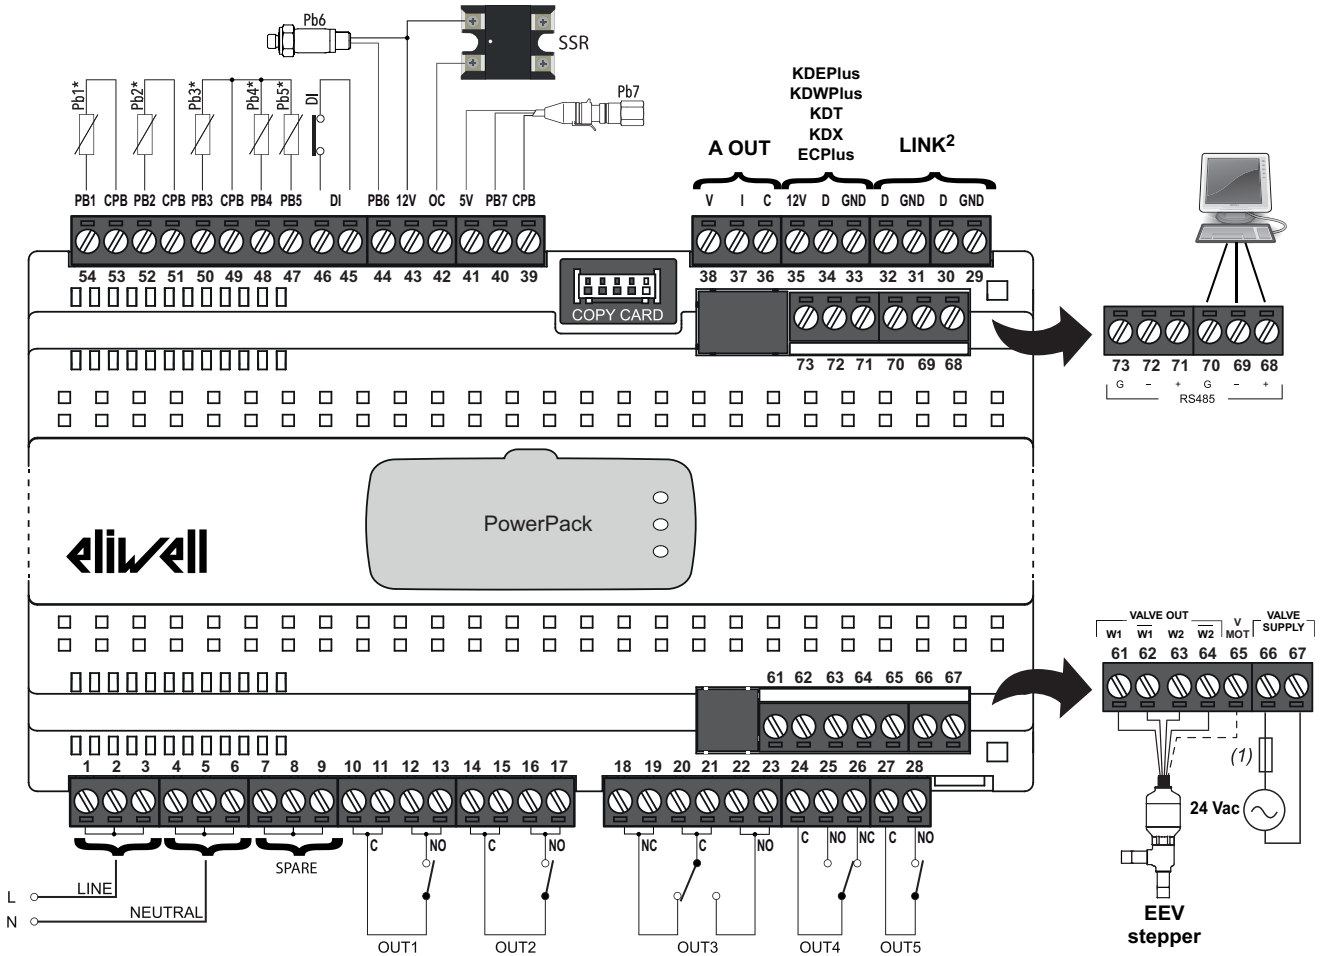 Pb6
SSR
Pb1* Pb2* Pb3* Pb4* Pb5* DI
Pb7
KDEPlus
KDWPlus
KDT
KDX
ECPlus
A OUT
LINK2
PB1 CPB PB2 CPB PB3 CPB PB4 PB5 DI PB6 12V OC 5V PB7 CPB
V I C 12V D GND D GND D GND
54 53 52 51 50 49 48 47 46 45 44 43 42 41 40 39
38 37 36 35 34 33 32 31 30 29
COPY CARD
73 72 71 70 69 68
73 72 71 70 69 68
G – + G – +
RS485
PowerPack
eliwell
VALVE OUT
V MOT
VALVE SUPPLY
W1 W1 W2 W2
61 62 63 64 65 66 67
61 62 63 64 65 66 67
(1)
24 Vac
EEV
stepper
1 2 3 4 5 6 7 8 9 10 11 12 13 14 15 16 17
18 19 20 21 22 23 24 25 26 27 28
C NO C NO NC C NO C NO NC C NO
SPARE
L LINE
N NEUTRAL
OUT1 OUT2 OUT3 OUT4 OUT5